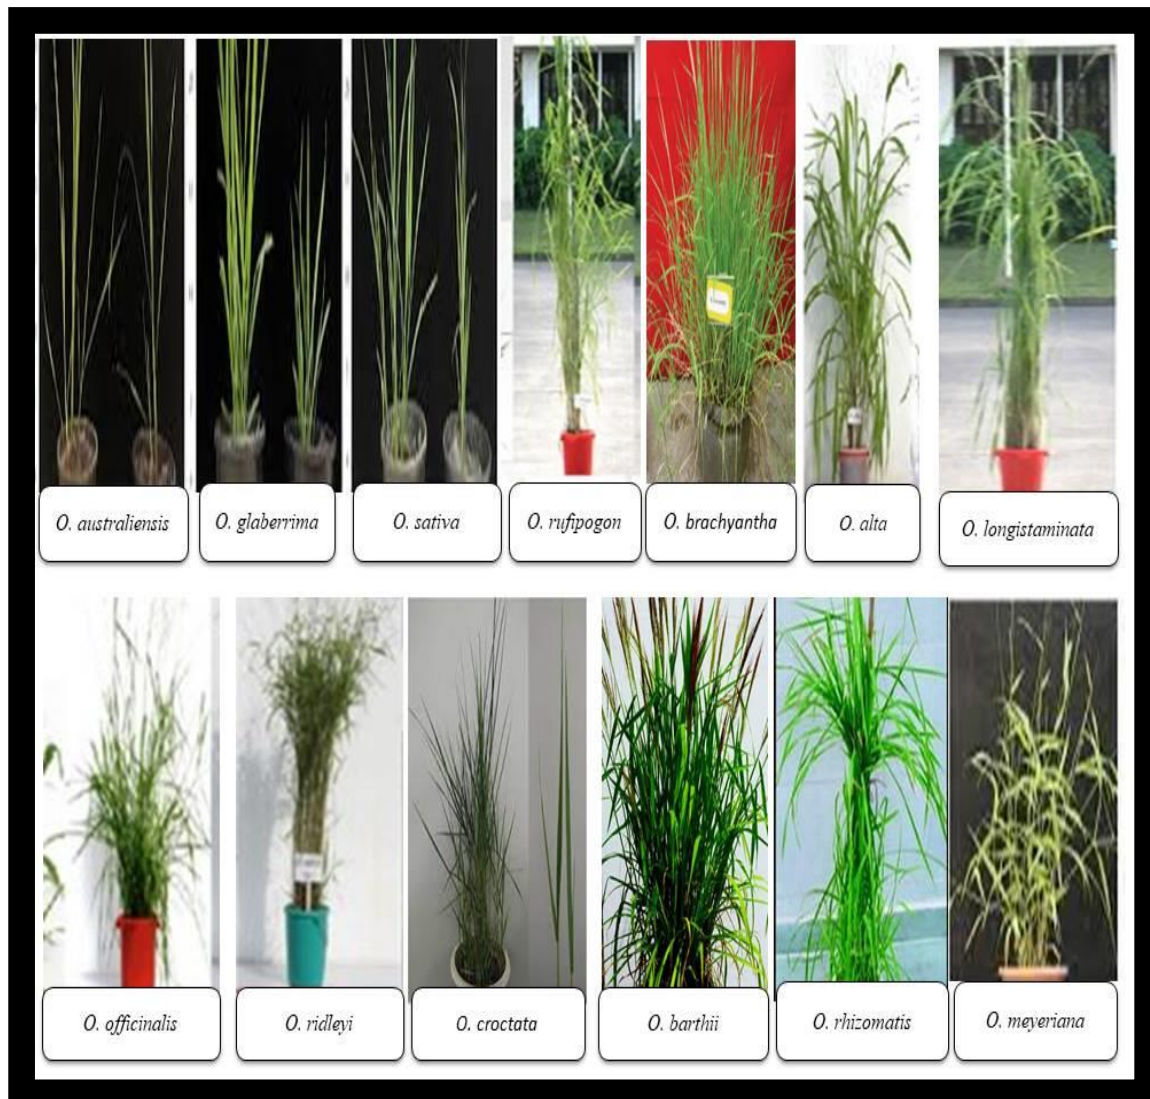 O. australiensis
O. glaberrima
O. sativa
O. rufipogon
O. brachyantha
O. alta
O. longistaminata
O. officinalis
O. ridleyi
O. croctata
O. barthii
O. rhizomatis
O. meyeriana